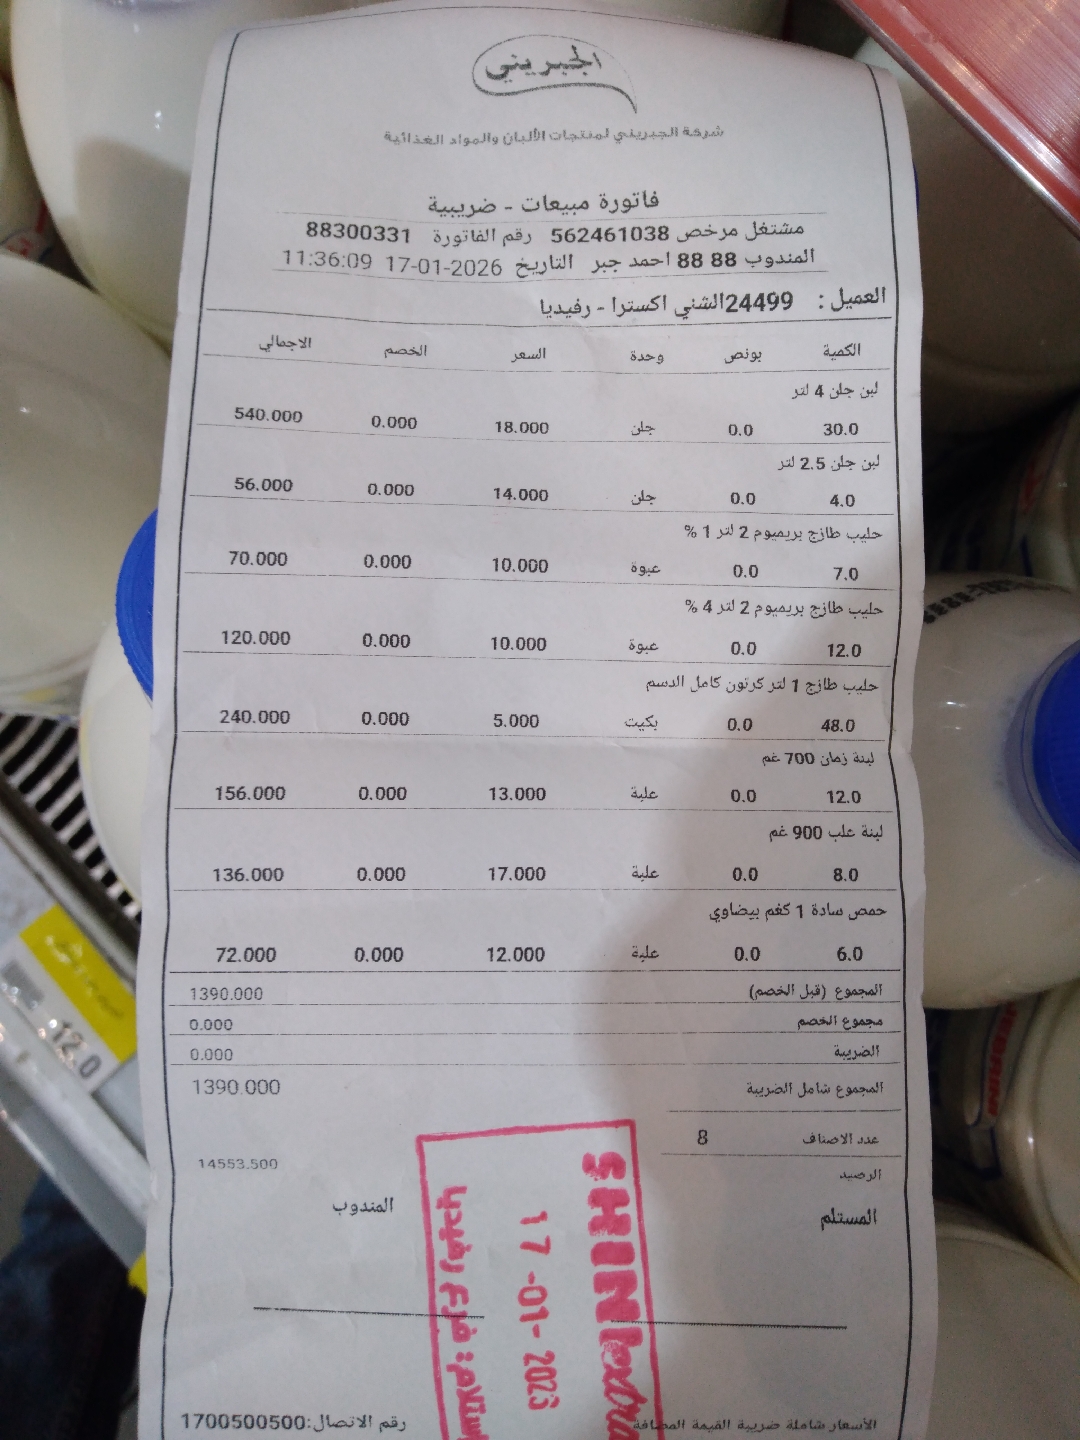 الجبريني
شركة الجبريني لمنتجات الألبان والمواد الغذائية
فاتورة مبيعات - ضريبية
مشتغل مرخص 562461038 رقم الفاتورة 88300331
المندوب 88 88 احمد جبر التاريخ 17-01-2026 11:36:09
العميل : 24499الشني اكسترا - رفيديا
الكمية بونص وحدة السعر الخصم الاجمالي
لبن جلن 4 لتر
30.0 0.0 جلن 18.000 0.000 540.000
لبن جلن 2.5 لتر
4.0 0.0 جلن 14.000 0.000 56.000
حليب طازج بريميوم 2 لتر 1 %
7.0 0.0 عبوة 10.000 0.000 70.000
حليب طازج بريميوم 2 لتر 4 %
12.0 0.0 عبوة 10.000 0.000 120.000
حليب طازج 1 لتر كرتون كامل الدسم
48.0 0.0 بكيت 5.000 0.000 240.000
لبنة زمان 700 غم
12.0 0.0 علبة 13.000 0.000 156.000
لبنة علب 900 غم
8.0 0.0 علبة 17.000 0.000 136.000
حمص سادة 1 كغم بيضاوي
6.0 0.0 علبة 12.000 0.000 72.000
المجموع (قبل الخصم) 1390.000
مجموع الخصم 0.000
الضريبة 0.000
المجموع شامل الضريبة 1390.000
عدد الاصناف 8
الرصيد 14553.500
المستلم المندوب
SHINI extra
17-01-2026
استلام: فرع رفيديا
الأسعار شاملة ضريبة القيمة المضافة رقم الاتصال:1700500500
12.0